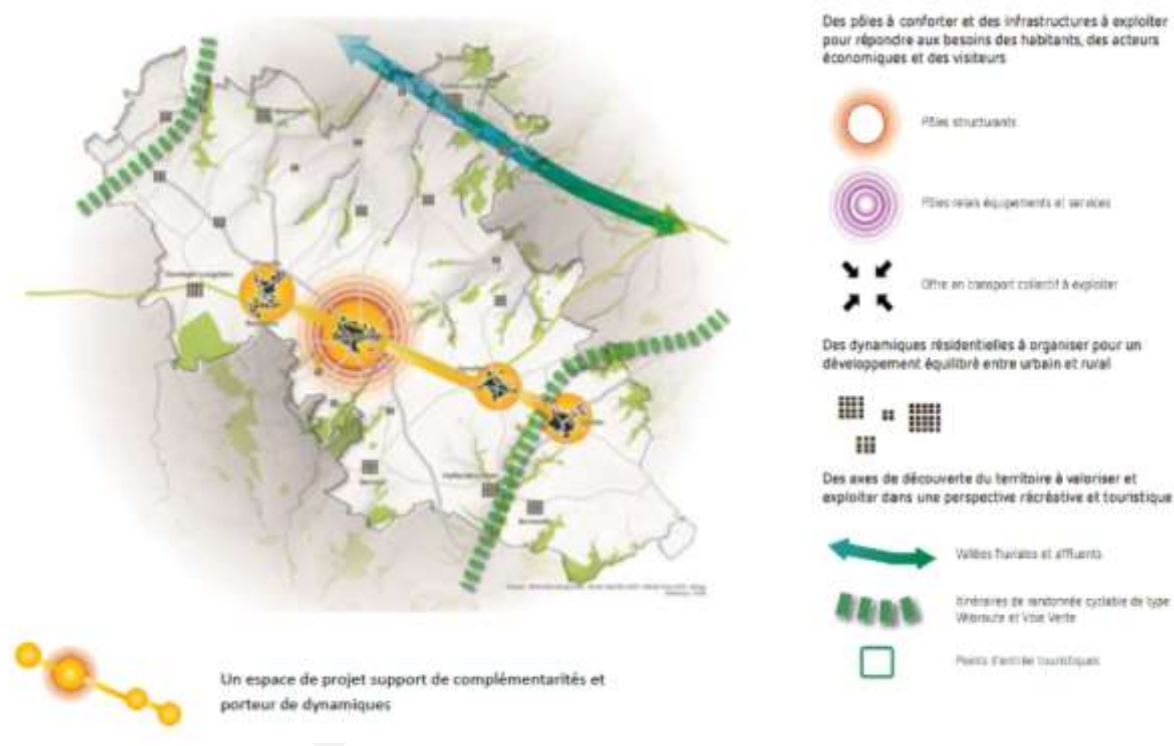 Des pôles à conforter et des infrastructures à exploiter
pour répondre aux besoins des habitants, des acteurs
économiques et des visiteurs
Pôles structurants
Pôles relais équipements et services
Offre en transport collectif à exploiter
Des dynamiques résidentielles à organiser pour un
développement équilibré entre urbain et rural
Des axes de découverte du territoire à valoriser et
exploiter dans une perspective récréative et touristique
Vallées fluviales et affluents
Itinéraires de randonnée cyclable de type
Véloroute et Voie Verte
Points d'entrée touristiques
Un espace de projet support de complémentarités et
porteur de dynamiques